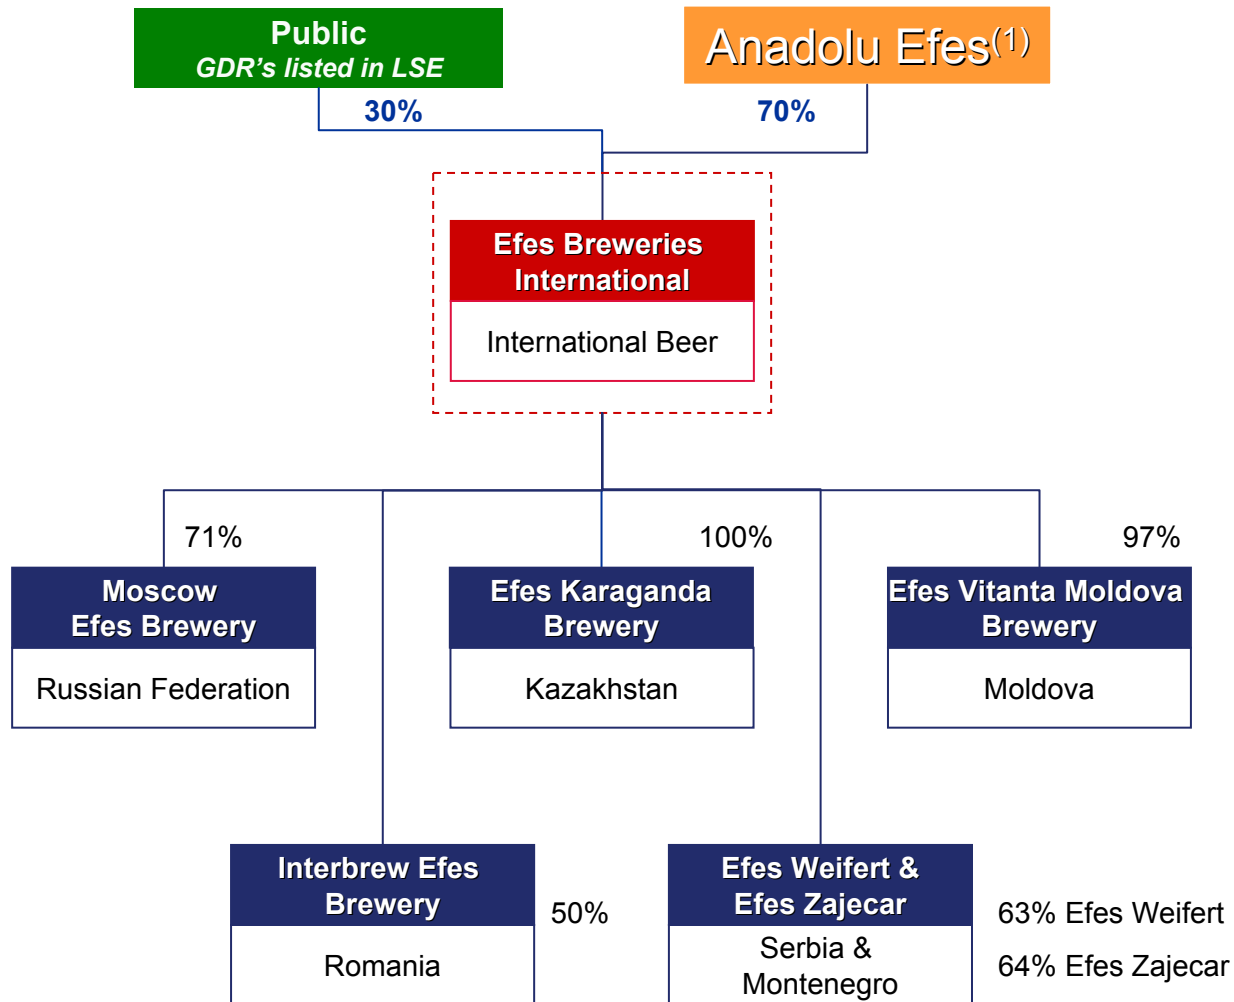 Public
GDR's listed in LSE
Anadolu Efes(1)
30%
70%
Efes Breweries
International
International Beer
71%
100%
97%
Moscow
Efes Brewery
Russian Federation
Efes Karaganda
Brewery
Kazakhstan
Efes Vitanta Moldova
Brewery
Moldova
Interbrew Efes
Brewery
Romania
50%
Efes Weifert &
Efes Zajecar
Serbia &
Montenegro
63% Efes Weifert
64% Efes Zajecar